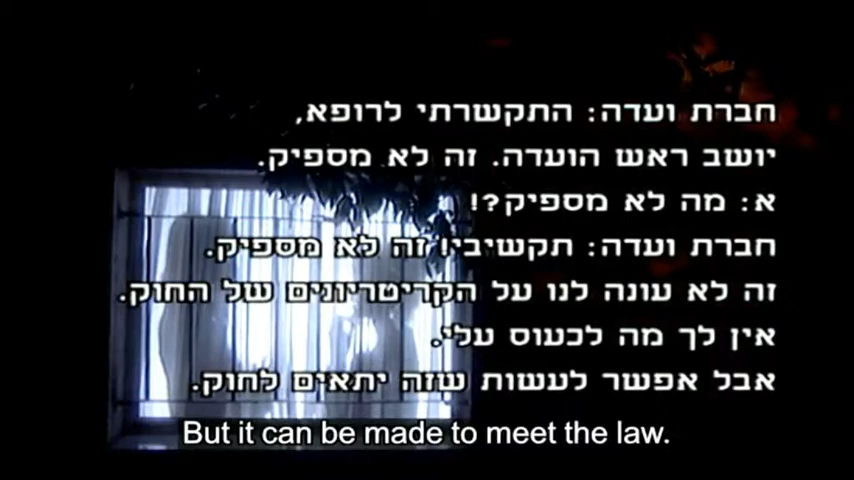 חברת ועדה: התקשרתי לרופא,
יושב ראש הועדה. זה לא מספיק.
א: מה לא מספיק?!
חברת ועדה: תקשיבי! זה לא מספיק.
זה לא עונה לנו על הקריטריונים של החוק.
אין לך מה לכעוס עלי.
אבל אפשר לעשות שזה יתאים לחוק.
But it can be made to meet the law.